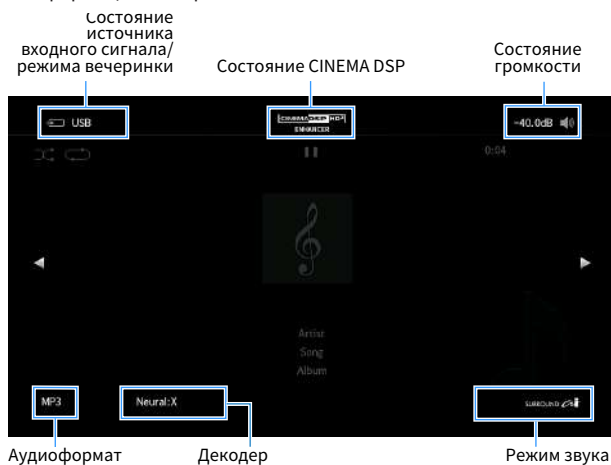 Состояние
источника
входного сигнала/
режима вечеринки
Состояние CINEMA DSP
Состояние
громкости
USB
CINEMA DSP HD³
ENHANCER
-40.0dB
0:04
Artist
Song
Album
MP3
Neural:X
SURROUND
Аудиоформат
Декодер
Режим звука